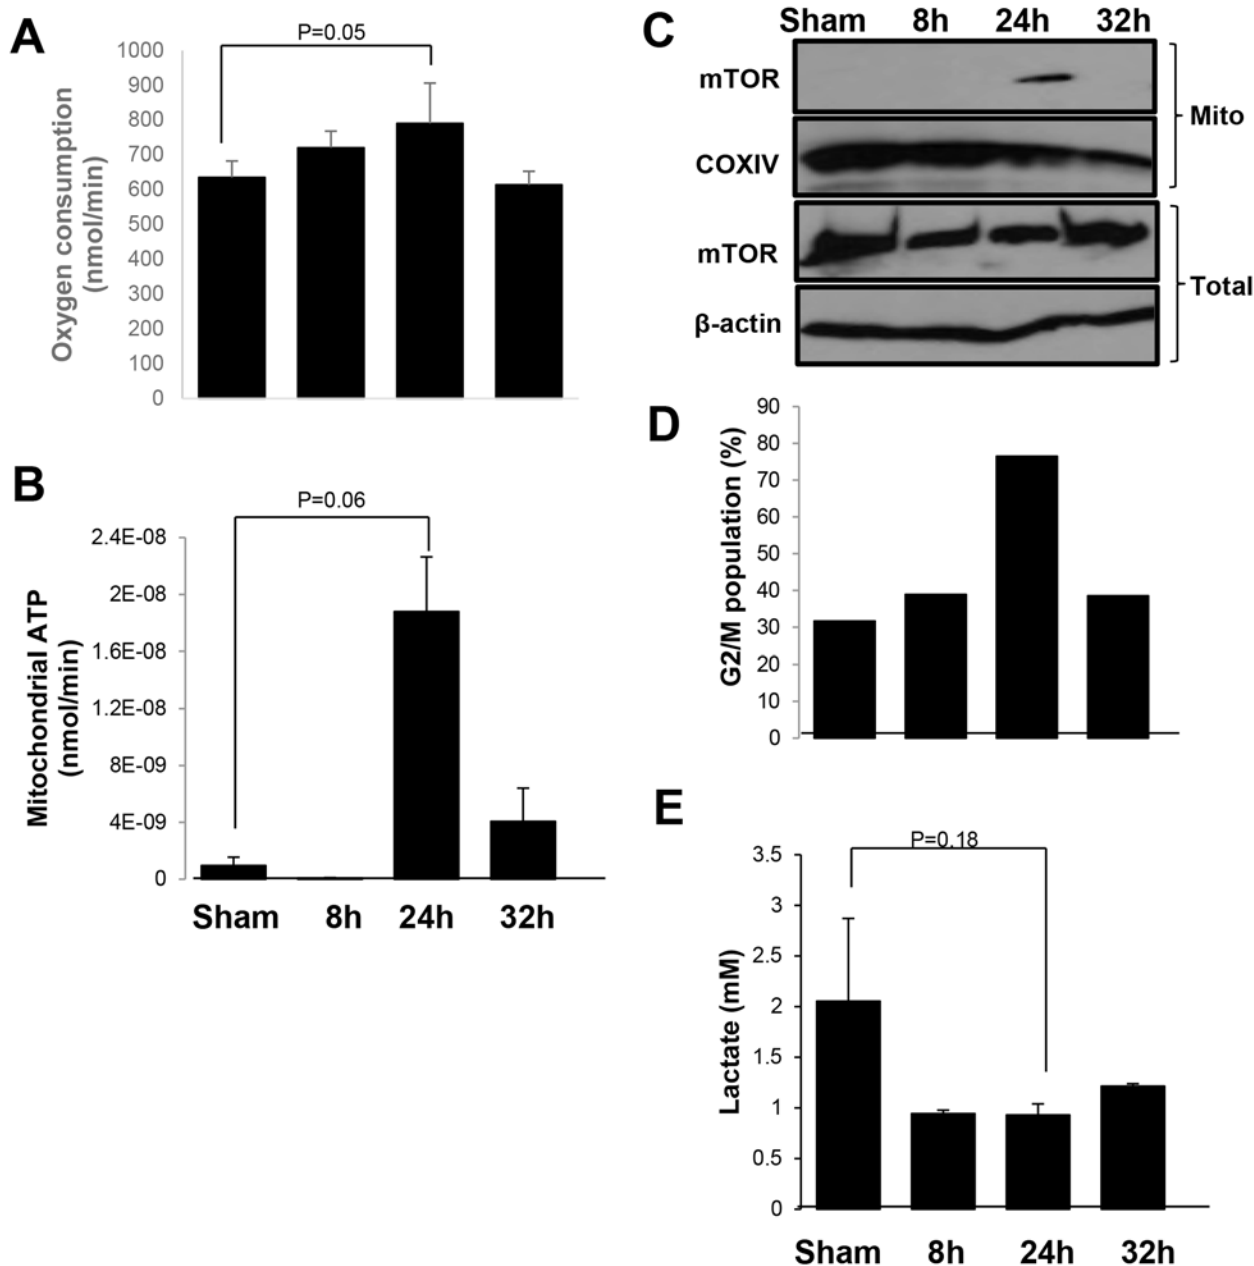 A
P=0.05
1000
900
800
700
600
500
400
300
200
100
0
Oxygen consumption
(nmol/min)
B
P=0.06
2.4E-08
2E-08
1.6E-08
1.2E-08
8E-09
4E-09
0
Mitochondrial ATP
(nmol/min)
Sham 8h 24h 32h
C
Sham 8h 24h 32h
mTOR
COXIV
Mito
mTOR
β-actin
Total
D
90
80
70
60
50
40
30
20
10
0
G2/M population (%)
E
P=0.18
3.5
3
2.5
2
1.5
1
0.5
0
Lactate (mM)
Sham 8h 24h 32h